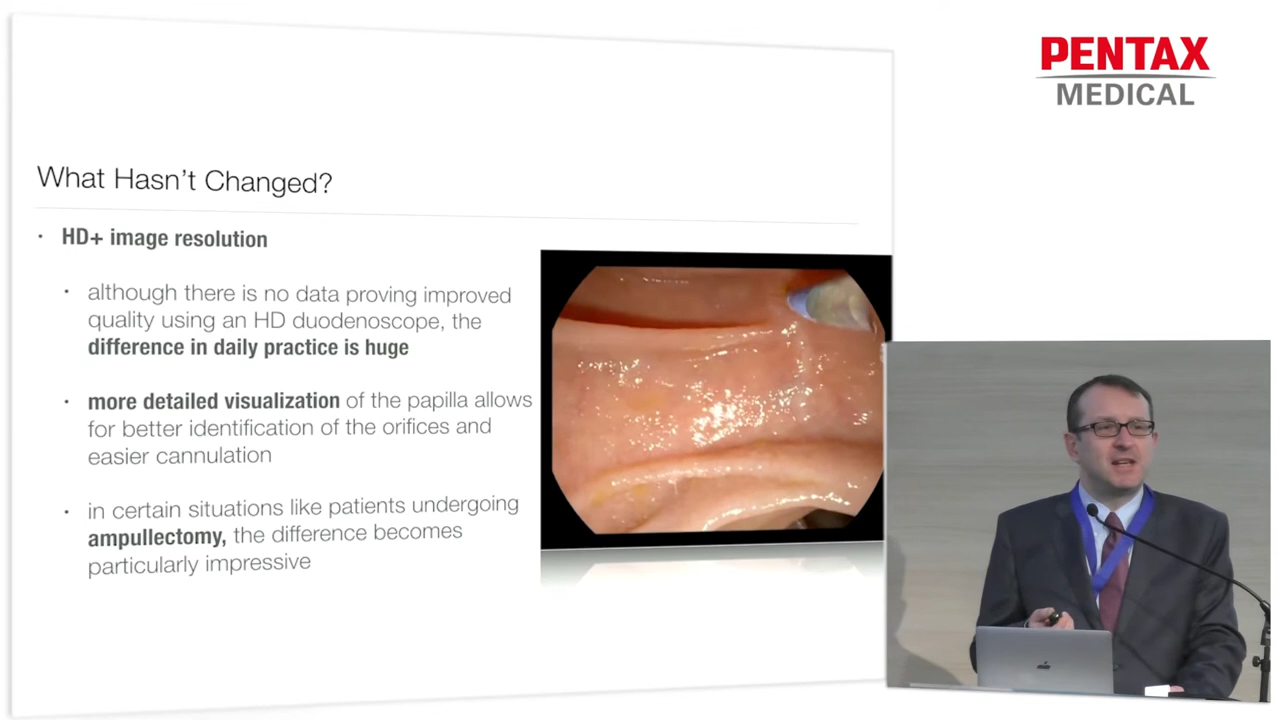 PENTAX
MEDICAL
What Hasn't Changed?
• HD+ image resolution
• although there is no data proving improved
quality using an HD duodenoscope, the
difference in daily practice is huge
• more detailed visualization of the papilla allows
for better identification of the orifices and
easier cannulation
• in certain situations like patients undergoing
ampullectomy, the difference becomes
particularly impressive